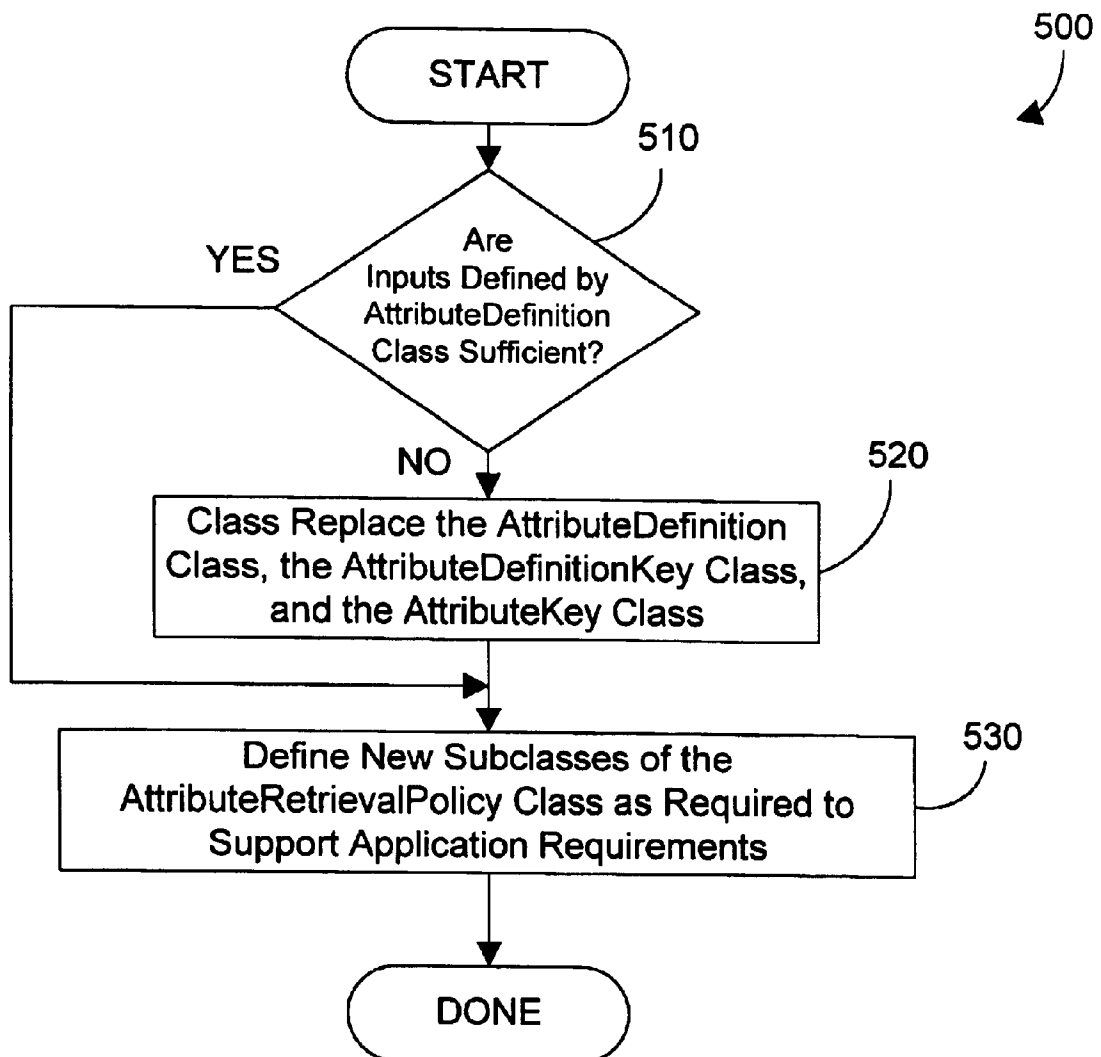 500
START
510
YES
Are
Inputs Defined by
AttributeDefinition
Class Sufficient?
NO
520
Class Replace the AttributeDefinition
Class, the AttributeDefinitionKey Class,
and the AttributeKey Class
530
Define New Subclasses of the
AttributeRetrievalPolicy Class as Required to
Support Application Requirements
DONE